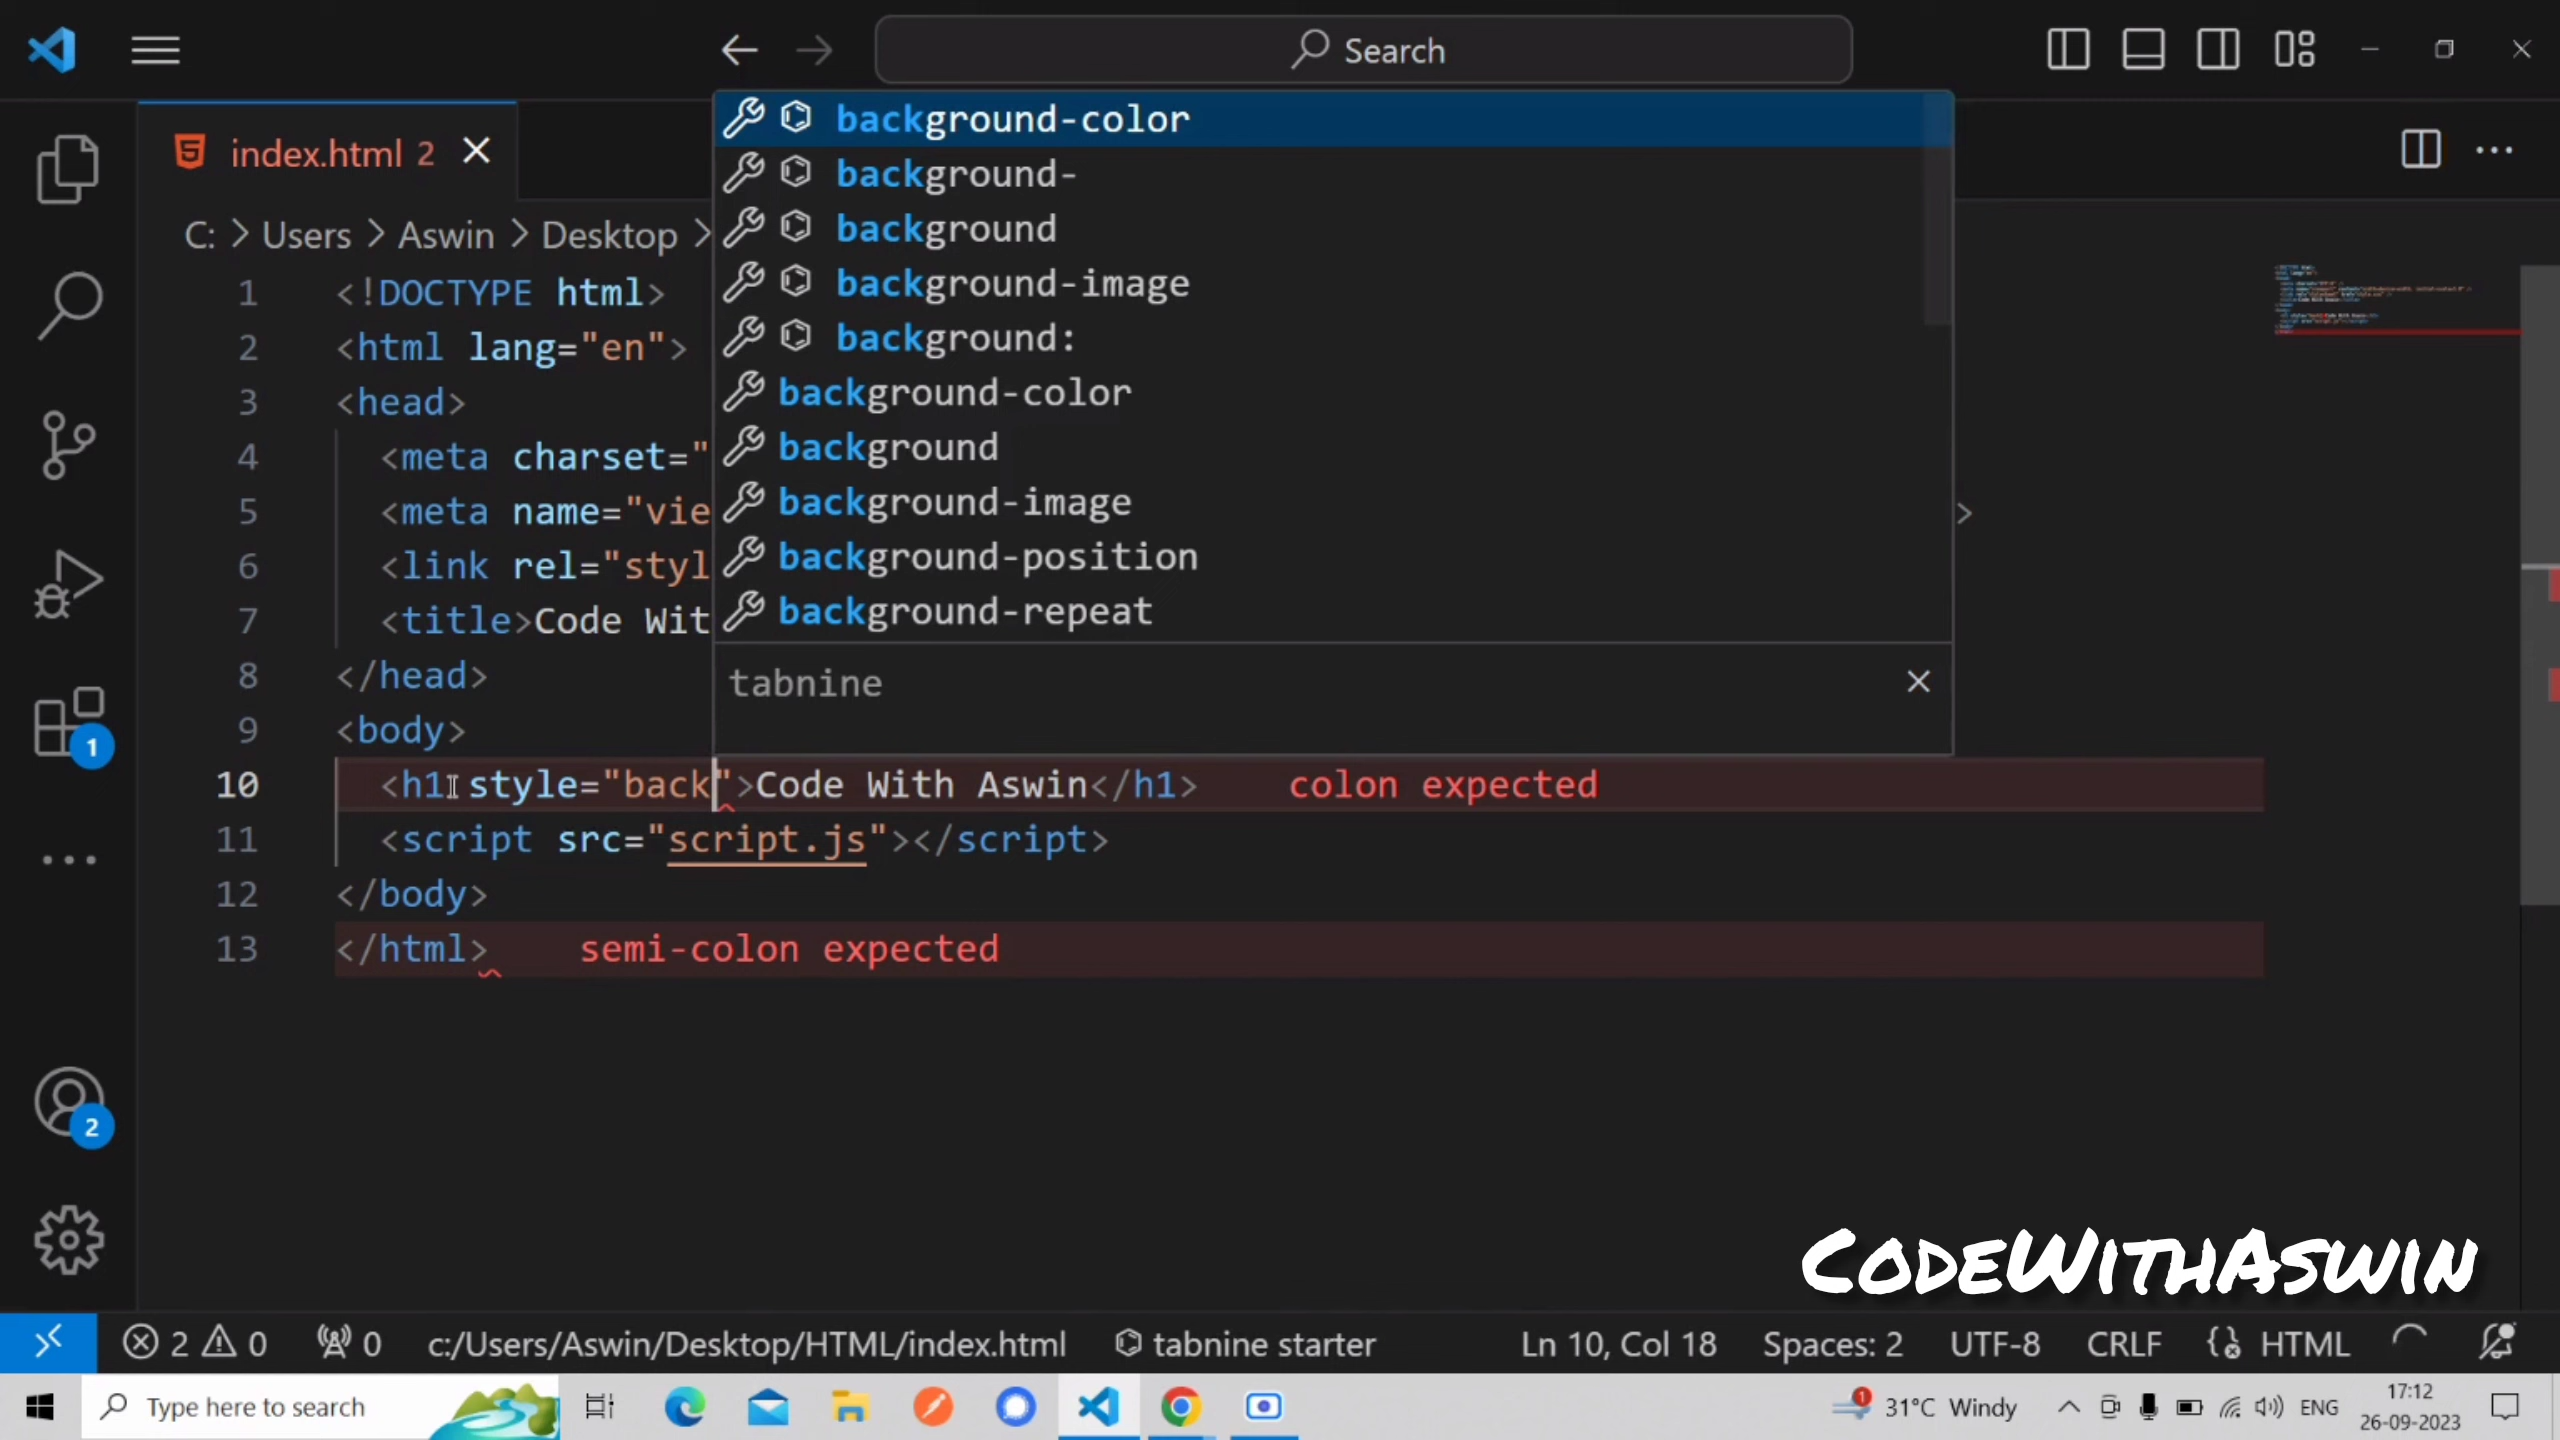 Search
index.html 2
C: > Users > Aswin > Desktop >
background-color
background-
background
background-image
background:
background-color
background
background-image
background-position
background-repeat
tabnine
1 <!DOCTYPE html>
2 <html lang="en">
3 <head>
4 <meta charset="
5 <meta name="vie >
6 <link rel="styl
7 <title>Code Wit
8 </head>
9 <body>
10 <h1 style="back">Code With Aswin</h1> colon expected
11 <script src="script.js"></script>
12 </body>
13 </html> semi-colon expected
1
2
CodeWithAswin
2 0 0 c:/Users/Aswin/Desktop/HTML/index.html tabnine starter Ln 10, Col 18 Spaces: 2 UTF-8 CRLF HTML
Type here to search 1 31°C Windy ENG 17:12
26-09-2023